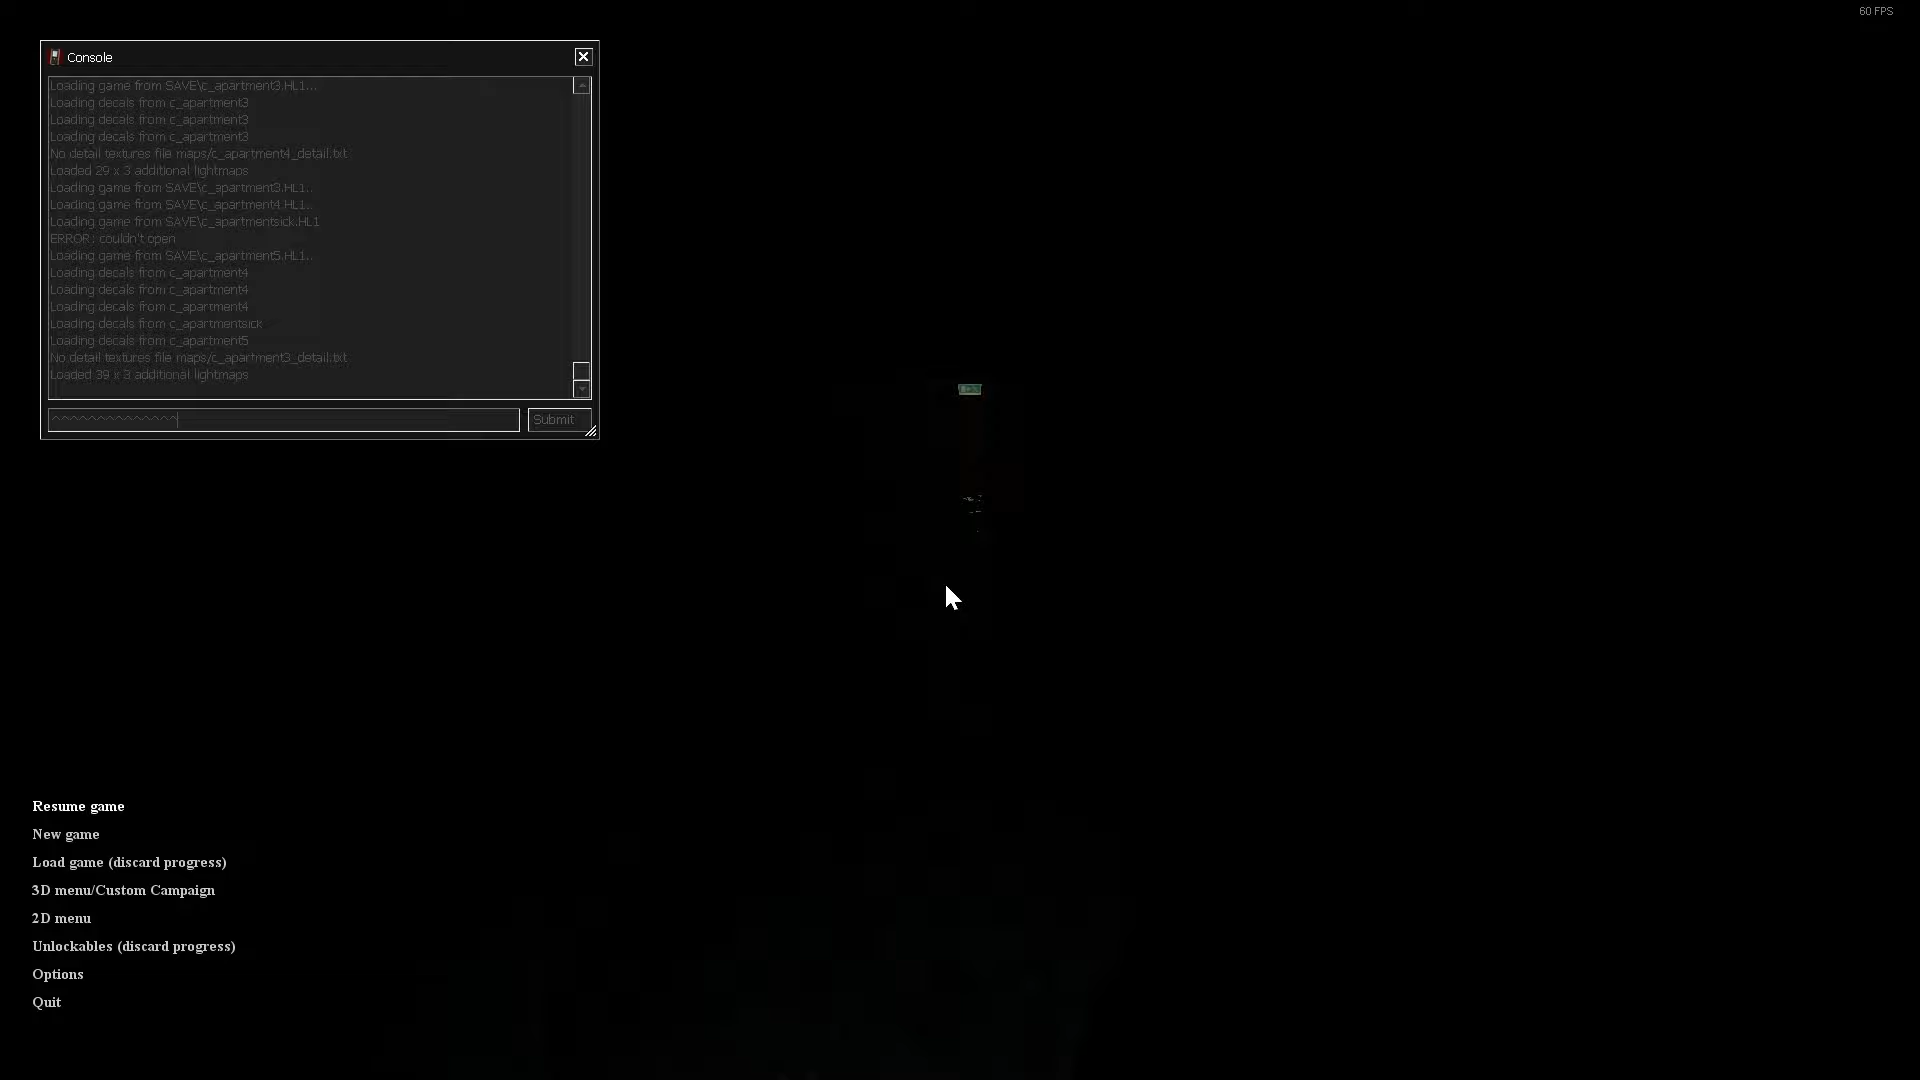 60 FPS
Console
Loading game from SAVE\c_apartment3.HL1...
Loading decals from c_apartment3
Loading decals from c_apartment3
Loading decals from c_apartment3
No detail textures file maps/c_apartment4_detail.txt
Loaded 29 x 3 additional lightmaps
Loading game from SAVE\c_apartment3.HL1...
Loading game from SAVE\c_apartment4.HL1...
Loading game from SAVE\c_apartmentsick.HL1
ERROR: couldn't open
Loading game from SAVE\c_apartment5.HL1...
Loading decals from c_apartment4
Loading decals from c_apartment4
Loading decals from c_apartment4
Loading decals from c_apartmentsick
Loading decals from c_apartment5
No detail textures file maps/c_apartment3_detail.txt
Loaded 39 x 3 additional lightmaps
Submit
Resume game
New game
Load game (discard progress)
3D menu/Custom Campaign
2D menu
Unlockables (discard progress)
Options
Quit